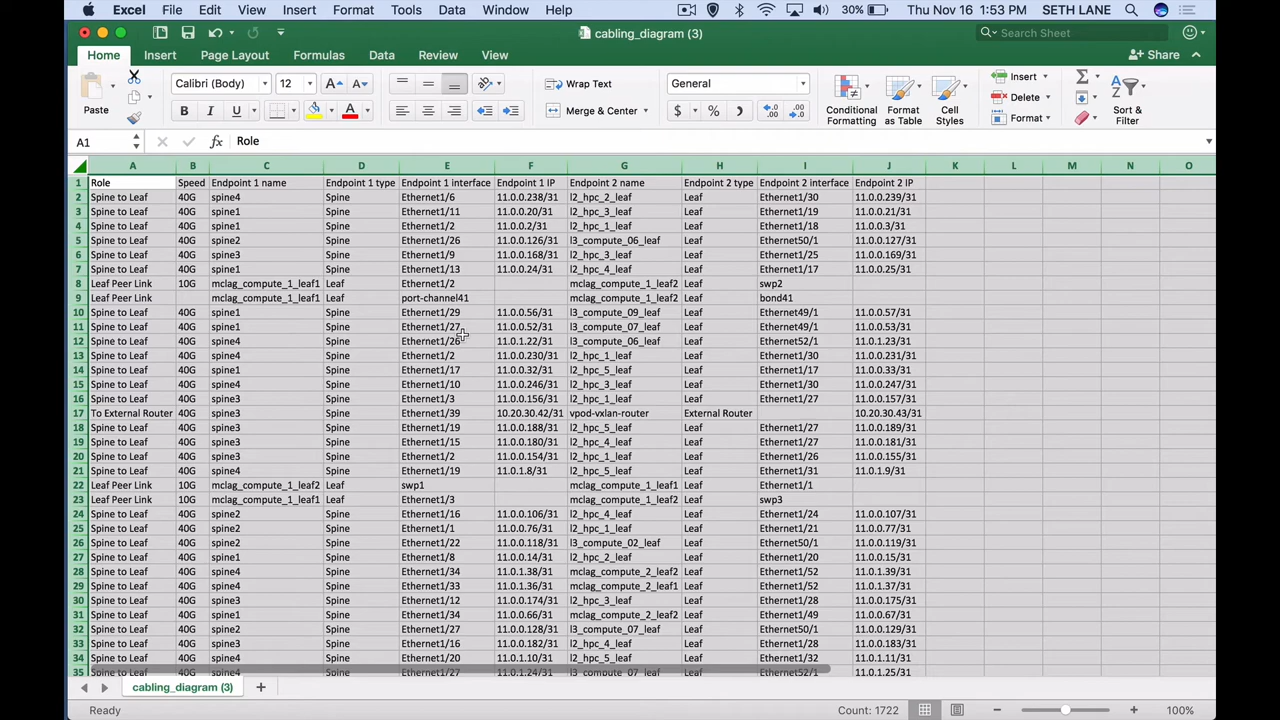 Excel File Edit View Insert Format Tools Data Window Help 30% Thu Nov 16 1:53 PM SETH LANE
cabling_diagram (3) Search Sheet
Home Insert Page Layout Formulas Data Review View Share
Calibri (Body) 12 A A Wrap Text General Insert Σ
Paste B I U A Merge & Center $ % Conditional Formatting Format as Table Cell Styles Delete Format Sort & Filter
A1 fx Role
A B C D E F G H I J K L M N O
1 Role Speed Endpoint 1 name Endpoint 1 type Endpoint 1 interface Endpoint 1 IP Endpoint 2 name Endpoint 2 type Endpoint 2 interface Endpoint 2 IP
2 Spine to Leaf 40G spine4 Spine Ethernet1/6 11.0.0.238/31 l2_hpc_2_leaf Leaf Ethernet1/30 11.0.0.239/31
3 Spine to Leaf 40G spine1 Spine Ethernet1/11 11.0.0.20/31 l2_hpc_3_leaf Leaf Ethernet1/19 11.0.0.21/31
4 Spine to Leaf 40G spine1 Spine Ethernet1/2 11.0.0.2/31 l2_hpc_1_leaf Leaf Ethernet1/18 11.0.0.3/31
5 Spine to Leaf 40G spine2 Spine Ethernet1/26 11.0.0.126/31 l3_compute_06_leaf Leaf Ethernet50/1 11.0.0.127/31
6 Spine to Leaf 40G spine3 Spine Ethernet1/9 11.0.0.168/31 l2_hpc_3_leaf Leaf Ethernet1/25 11.0.0.169/31
7 Spine to Leaf 40G spine1 Spine Ethernet1/13 11.0.0.24/31 l2_hpc_4_leaf Leaf Ethernet1/17 11.0.0.25/31
8 Leaf Peer Link 10G mclag_compute_1_leaf1 Leaf Ethernet1/2 mclag_compute_1_leaf2 Leaf swp2
9 Leaf Peer Link mclag_compute_1_leaf1 Leaf port-channel41 mclag_compute_1_leaf2 Leaf bond41
10 Spine to Leaf 40G spine1 Spine Ethernet1/29 11.0.0.56/31 l3_compute_09_leaf Leaf Ethernet49/1 11.0.0.57/31
11 Spine to Leaf 40G spine1 Spine Ethernet1/27 11.0.0.52/31 l3_compute_07_leaf Leaf Ethernet49/1 11.0.0.53/31
12 Spine to Leaf 40G spine4 Spine Ethernet1/26 11.0.1.22/31 l3_compute_06_leaf Leaf Ethernet52/1 11.0.1.23/31
13 Spine to Leaf 40G spine4 Spine Ethernet1/2 11.0.0.230/31 l2_hpc_1_leaf Leaf Ethernet1/30 11.0.0.231/31
14 Spine to Leaf 40G spine1 Spine Ethernet1/17 11.0.0.32/31 l2_hpc_5_leaf Leaf Ethernet1/17 11.0.0.33/31
15 Spine to Leaf 40G spine4 Spine Ethernet1/10 11.0.0.246/31 l2_hpc_3_leaf Leaf Ethernet1/30 11.0.0.247/31
16 Spine to Leaf 40G spine3 Spine Ethernet1/3 11.0.0.156/31 l2_hpc_1_leaf Leaf Ethernet1/27 11.0.0.157/31
17 To External Router 40G spine3 Spine Ethernet1/39 10.20.30.42/31 vpod-vxlan-router External Router 10.20.30.43/31
18 Spine to Leaf 40G spine3 Spine Ethernet1/19 11.0.0.188/31 l2_hpc_5_leaf Leaf Ethernet1/27 11.0.0.189/31
19 Spine to Leaf 40G spine3 Spine Ethernet1/15 11.0.0.180/31 l2_hpc_4_leaf Leaf Ethernet1/27 11.0.0.181/31
20 Spine to Leaf 40G spine3 Spine Ethernet1/2 11.0.0.154/31 l2_hpc_1_leaf Leaf Ethernet1/26 11.0.0.155/31
21 Spine to Leaf 40G spine4 Spine Ethernet1/19 11.0.1.8/31 l2_hpc_5_leaf Leaf Ethernet1/31 11.0.1.9/31
22 Leaf Peer Link 10G mclag_compute_1_leaf2 Leaf swp1 mclag_compute_1_leaf1 Leaf Ethernet1/1
23 Leaf Peer Link 10G mclag_compute_1_leaf1 Leaf Ethernet1/3 mclag_compute_1_leaf2 Leaf swp3
24 Spine to Leaf 40G spine2 Spine Ethernet1/16 11.0.0.106/31 l2_hpc_4_leaf Leaf Ethernet1/24 11.0.0.107/31
25 Spine to Leaf 40G spine2 Spine Ethernet1/1 11.0.0.76/31 l2_hpc_1_leaf Leaf Ethernet1/21 11.0.0.77/31
26 Spine to Leaf 40G spine2 Spine Ethernet1/22 11.0.0.118/31 l3_compute_02_leaf Leaf Ethernet50/1 11.0.0.119/31
27 Spine to Leaf 40G spine1 Spine Ethernet1/8 11.0.0.14/31 l2_hpc_2_leaf Leaf Ethernet1/20 11.0.0.15/31
28 Spine to Leaf 40G spine4 Spine Ethernet1/34 11.0.1.38/31 mclag_compute_2_leaf2 Leaf Ethernet1/52 11.0.1.39/31
29 Spine to Leaf 40G spine4 Spine Ethernet1/33 11.0.1.36/31 mclag_compute_2_leaf1 Leaf Ethernet1/52 11.0.1.37/31
30 Spine to Leaf 40G spine3 Spine Ethernet1/12 11.0.0.174/31 l2_hpc_3_leaf Leaf Ethernet1/28 11.0.0.175/31
31 Spine to Leaf 40G spine1 Spine Ethernet1/34 11.0.0.66/31 mclag_compute_2_leaf2 Leaf Ethernet1/49 11.0.0.67/31
32 Spine to Leaf 40G spine2 Spine Ethernet1/27 11.0.0.128/31 l3_compute_07_leaf Leaf Ethernet50/1 11.0.0.129/31
33 Spine to Leaf 40G spine3 Spine Ethernet1/16 11.0.0.182/31 l2_hpc_4_leaf Leaf Ethernet1/28 11.0.0.183/31
34 Spine to Leaf 40G spine4 Spine Ethernet1/20 11.0.1.10/31 l2_hpc_5_leaf Leaf Ethernet1/32 11.0.1.11/31
35 Spine to Leaf 40G spine4 Spine Ethernet1/27 11.0.1.24/31 l3_compute_07_leaf Leaf Ethernet52/1 11.0.1.25/31
cabling_diagram (3) +
Ready Count: 1722 100%